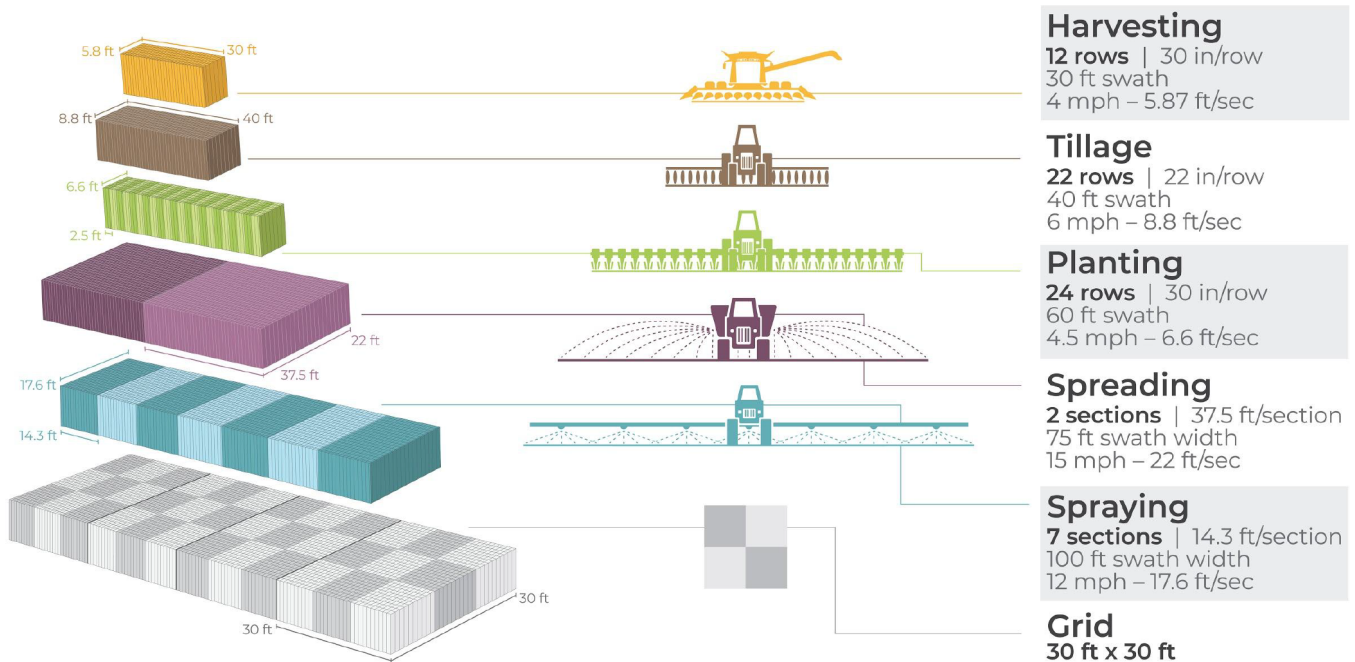 5.8 ft
30 ft
8.8 ft
40 ft
6.6 ft
2.5 ft
22 ft
37.5 ft
17.6 ft
14.3 ft
30 ft
30 ft
Harvesting
12 rows | 30 in/row
30 ft swath
4 mph – 5.87 ft/sec
Tillage
22 rows | 22 in/row
40 ft swath
6 mph – 8.8 ft/sec
Planting
24 rows | 30 in/row
60 ft swath
4.5 mph – 6.6 ft/sec
Spreading
2 sections | 37.5 ft/section
75 ft swath width
15 mph – 22 ft/sec
Spraying
7 sections | 14.3 ft/section
100 ft swath width
12 mph – 17.6 ft/sec
Grid
30 ft x 30 ft